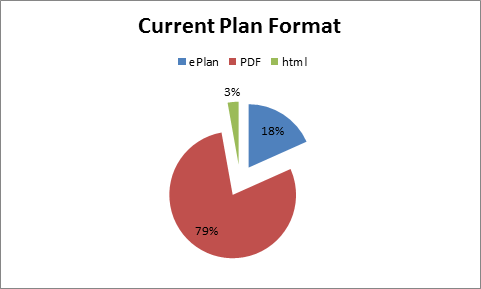 Current Plan Format
ePlan PDF html
3%
18%
79%